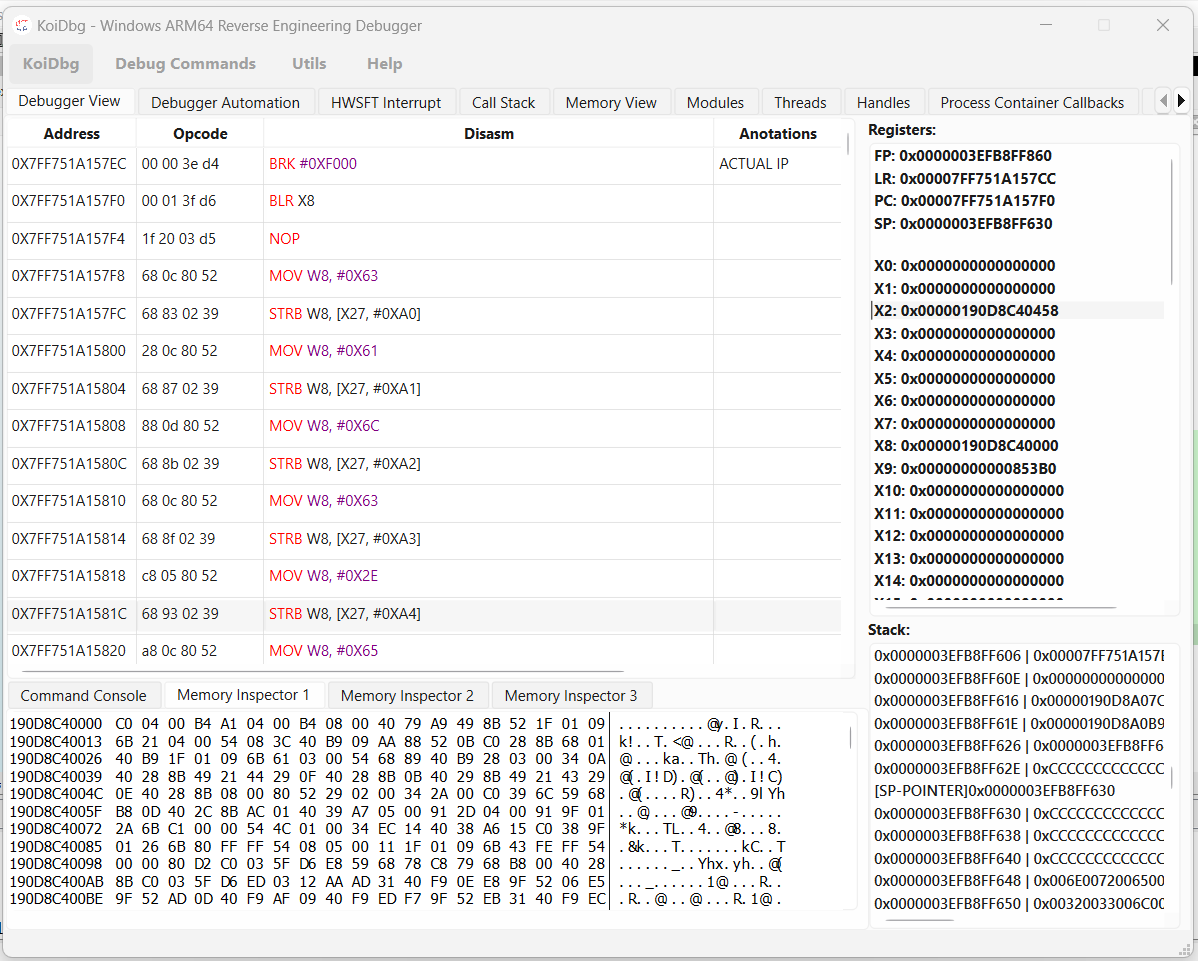 KoiDbg - Windows ARM64 Reverse Engineering Debugger
KoiDbg Debug Commands Utils Help
Debugger View Debugger Automation HWSFT Interrupt Call Stack Memory View Modules Threads Handles Process Container Callbacks
Address Opcode Disasm Anotations
0X7FF751A157EC 00 00 3e d4 BRK #0XF000 ACTUAL IP
0X7FF751A157F0 00 01 3f d6 BLR X8
0X7FF751A157F4 1f 20 03 d5 NOP
0X7FF751A157F8 68 0c 80 52 MOV W8, #0X63
0X7FF751A157FC 68 83 02 39 STRB W8, [X27, #0XA0]
0X7FF751A15800 28 0c 80 52 MOV W8, #0X61
0X7FF751A15804 68 87 02 39 STRB W8, [X27, #0XA1]
0X7FF751A15808 88 0d 80 52 MOV W8, #0X6C
0X7FF751A1580C 68 8b 02 39 STRB W8, [X27, #0XA2]
0X7FF751A15810 68 0c 80 52 MOV W8, #0X63
0X7FF751A15814 68 8f 02 39 STRB W8, [X27, #0XA3]
0X7FF751A15818 c8 05 80 52 MOV W8, #0X2E
0X7FF751A1581C 68 93 02 39 STRB W8, [X27, #0XA4]
0X7FF751A15820 a8 0c 80 52 MOV W8, #0X65
Registers:
FP: 0x0000003EFB8FF860
LR: 0x00007FF751A157CC
PC: 0x00007FF751A157F0
SP: 0x0000003EFB8FF630
X0: 0x0000000000000000
X1: 0x0000000000000000
X2: 0x00000190D8C40458
X3: 0x0000000000000000
X4: 0x0000000000000000
X5: 0x0000000000000000
X6: 0x0000000000000000
X7: 0x0000000000000000
X8: 0x00000190D8C40000
X9: 0x00000000000853B0
X10: 0x0000000000000000
X11: 0x0000000000000000
X12: 0x0000000000000000
X13: 0x0000000000000000
X14: 0x0000000000000000
Command Console Memory Inspector 1 Memory Inspector 2 Memory Inspector 3
190D8C40000 C0 04 00 B4 A1 04 00 B4 08 00 40 79 A9 49 8B 52 1F 01 09 ..........@y.I.R...
190D8C40013 6B 21 04 00 54 08 3C 40 B9 09 AA 88 52 0B C0 28 8B 68 01 k!..T.<@...R..(.h.
190D8C40026 40 B9 1F 01 09 6B 61 03 00 54 68 89 40 B9 28 03 00 34 0A @...ka..Th.@(..4.
190D8C40039 40 28 8B 49 21 44 29 0F 40 28 8B 0B 40 29 8B 49 21 43 29 @(.I!D).@(..@).I!C)
190D8C4004C 0E 40 28 8B 08 00 80 52 29 02 00 34 2A 00 C0 39 6C 59 68 .@(....R)..4*..9lYh
190D8C4005F B8 0D 40 2C 8B AC 01 40 39 A7 05 00 91 2D 04 00 91 9F 01 ..@,...@9....-.....
190D8C40072 2A 6B C1 00 00 54 4C 01 00 34 EC 14 40 38 A6 15 C0 38 9F *k...TL..4..@8...8.
190D8C40085 01 26 6B 80 FF FF 54 08 05 00 11 1F 01 09 6B 43 FE FF 54 .&k...T.......kC..T
190D8C40098 00 00 80 D2 C0 03 5F D6 E8 59 68 78 C8 79 68 B8 00 40 28 ......_..Yhx.yh..@(
190D8C400AB 8B C0 03 5F D6 ED 03 12 AA AD 31 40 F9 0E E8 9F 52 06 E5 ..._......1@...R..
190D8C400BE 9F 52 AD 0D 40 F9 AF 09 40 F9 ED F7 9F 52 EB 31 40 F9 EC .R..@..@...R.1@.
Stack:
0x0000003EFB8FF606 | 0x00007FF751A157E
0x0000003EFB8FF60E | 0x00000000000000
0x0000003EFB8FF616 | 0x00000190D8A07C
0x0000003EFB8FF61E | 0x00000190D8A0B9
0x0000003EFB8FF626 | 0x0000003EFB8FF6
0x0000003EFB8FF62E | 0xCCCCCCCCCCCCC
[SP-POINTER]0x0000003EFB8FF630
0x0000003EFB8FF630 | 0xCCCCCCCCCCCCC
0x0000003EFB8FF638 | 0xCCCCCCCCCCCCC
0x0000003EFB8FF640 | 0xCCCCCCCCCCCCC
0x0000003EFB8FF648 | 0x006E0072006500
0x0000003EFB8FF650 | 0x00320033006C00